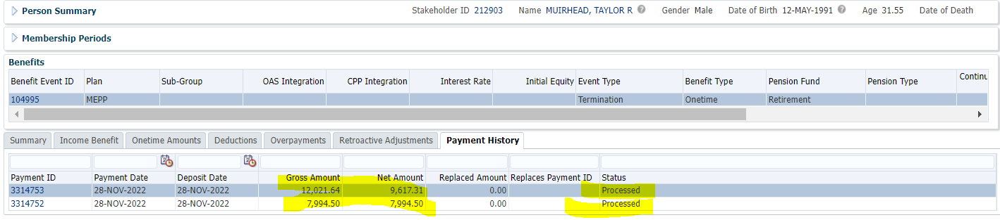 Person Summary Stakeholder ID 212903 Name MUIRHEAD, TAYLOR R Gender Male Date of Birth 12-MAY-1991 Age 31.55 Date of Death
Membership Periods
Benefits
Benefit Event ID Plan Sub-Group OAS Integration CPP Integration Interest Rate Initial Equity Event Type Benefit Type Pension Fund Pension Type Continu
104995 MEPP Termination Onetime Retirement
Summary Income Benefit Onetime Amounts Deductions Overpayments Retroactive Adjustments Payment History
Payment ID Payment Date Deposit Date Gross Amount Net Amount Replaced Amount Replaces Payment ID Status
3314753 28-NOV-2022 28-NOV-2022 12,021.64 9,617.31 0.00 Processed
3314752 28-NOV-2022 28-NOV-2022 7,994.50 7,994.50 0.00 Processed